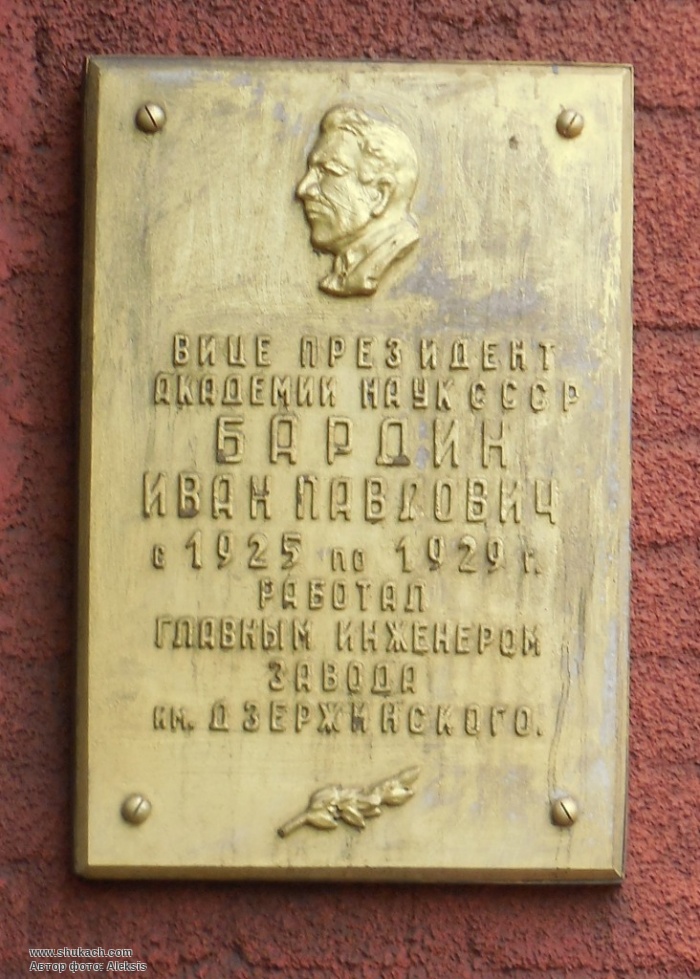 ВИЦЕ ПРЕЗИДЕНТ
АКАДЕМИИ НАУК СССР
БАРДИН
ИВАН ПАВЛОВИЧ
с 1925 по 1929 г.
РАБОТАЛ
ГЛАВНЫМ ИНЖЕНЕРОМ
ЗАВОДА
им. ДЗЕРЖИНСКОГО.
www.shukach.com
Автор фото: Aleksis